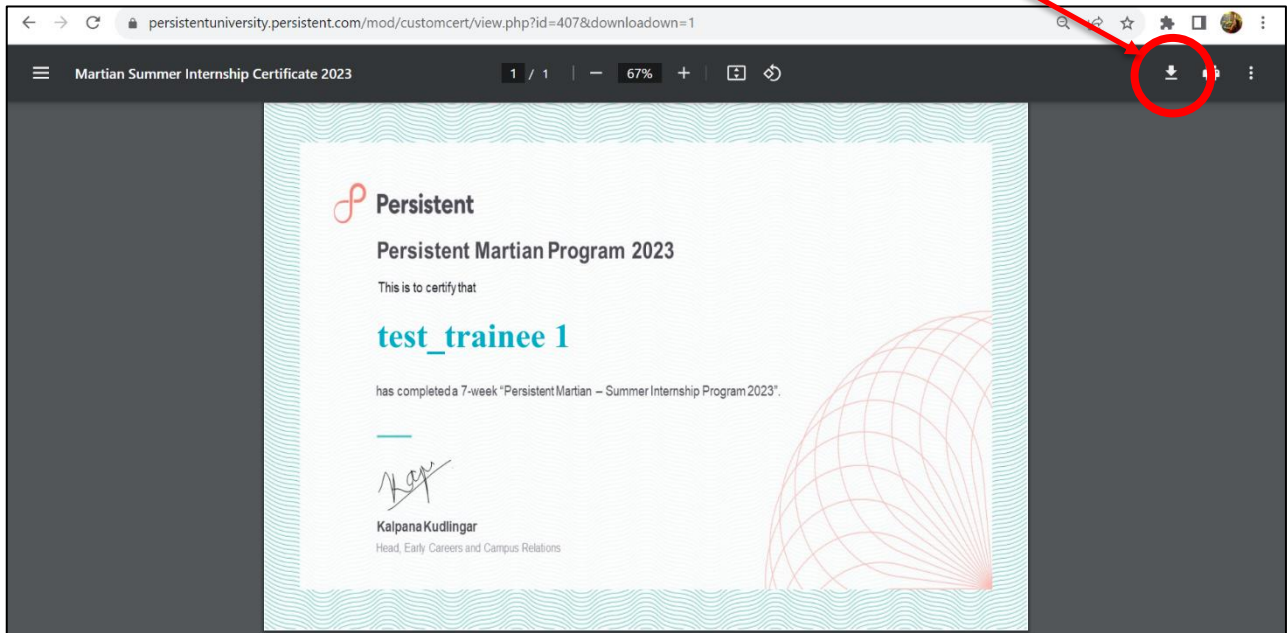 persistentuniversity.persistent.com/mod/customcert/view.php?id=407&downloadown=1
Martian Summer Internship Certificate 2023
1 / 1
67%
Persistent
Persistent Martian Program 2023
This is to certify that
test_trainee 1
has completed a 7-week “Persistent Martian – Summer Internship Program 2023”.
Kalpana Kudlingar
Head, Early Careers and Campus Relations